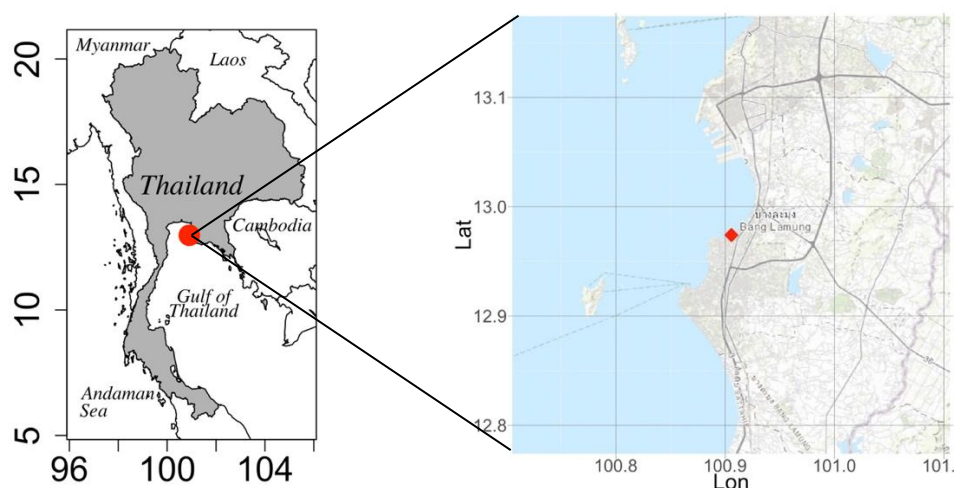 Myanmar
Laos
Thailand
Cambodia
Gulf of
Thailand
Andaman
Sea
20
15
10
5
96
100
104
13.1
13.0
12.9
12.8
Lat
บางละมุง
Bang Lamung
36
100.8
100.9
101.0
101.
Lon